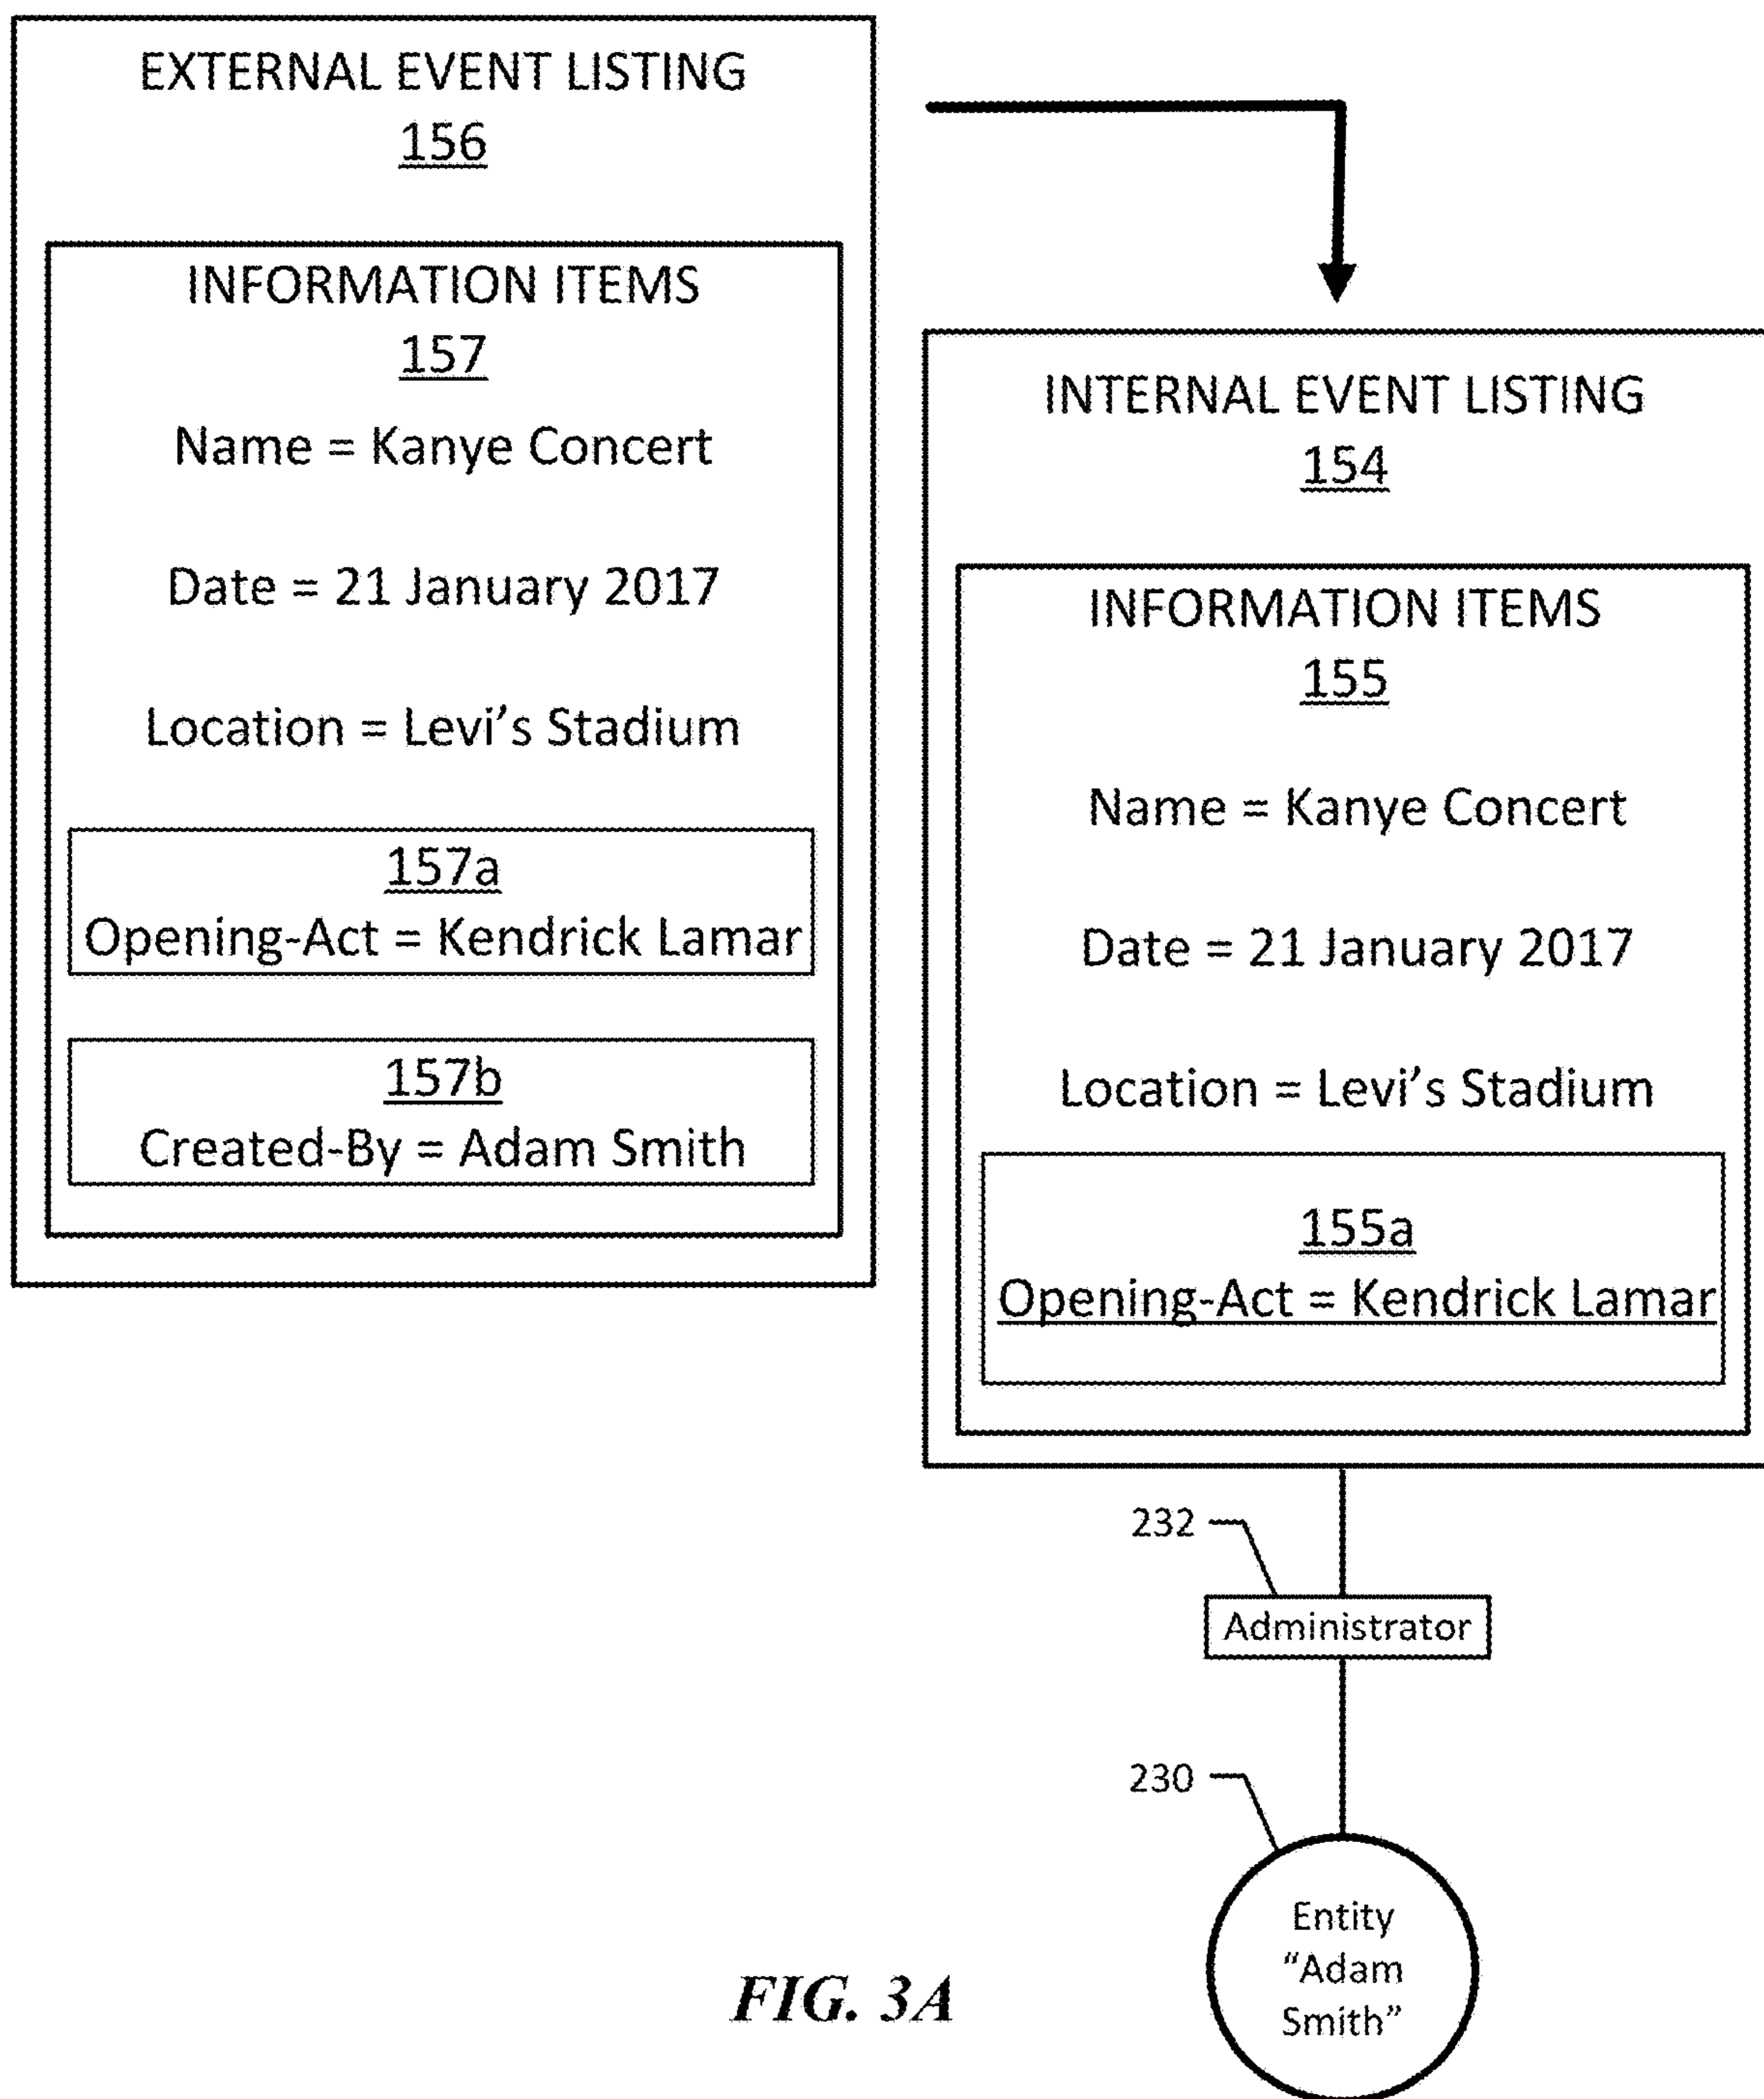 EXTERNAL EVENT LISTING
156
INFORMATION ITEMS
157
Name = Kanye Concert
Date = 21 January 2017
Location = Levi's Stadium
157a
Opening-Act = Kendrick Lamar
157b
Created-By = Adam Smith
INTERNAL EVENT LISTING
154
INFORMATION ITEMS
155
Name = Kanye Concert
Date = 21 January 2017
Location = Levi's Stadium
155a
Opening-Act = Kendrick Lamar
232
Administrator
230
Entity
“Adam
Smith”
FIG. 3A